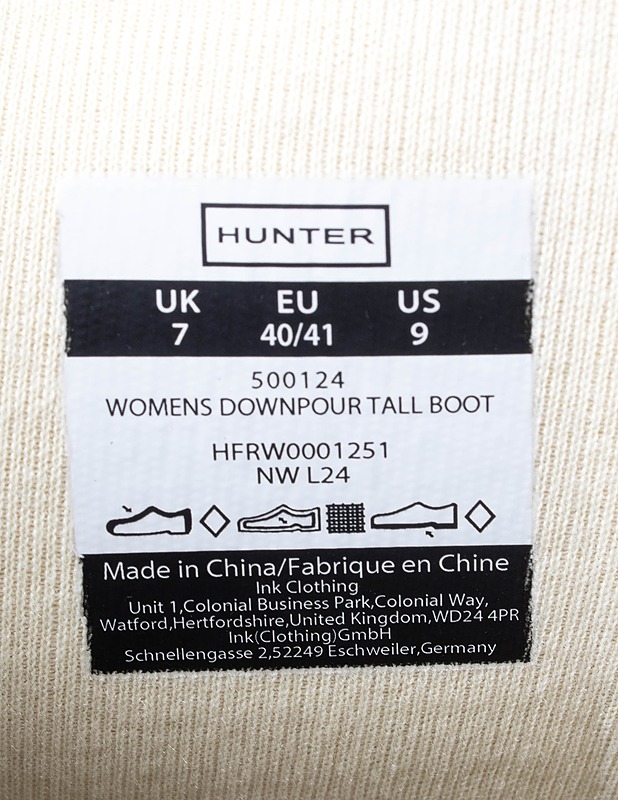 HUNTER
UK EU US
7 40/41 9
500124
WOMENS DOWNPOUR TALL BOOT
HFRW0001251
NW L24
Made in China/Fabrique en Chine
Ink Clothing
Unit 1,Colonial Business Park,Colonial Way,
Watford,Hertfordshire,United Kingdom,WD24 4PR
Ink(Clothing)GmbH
Schnellengasse 2,52249 Eschweiler,Germany